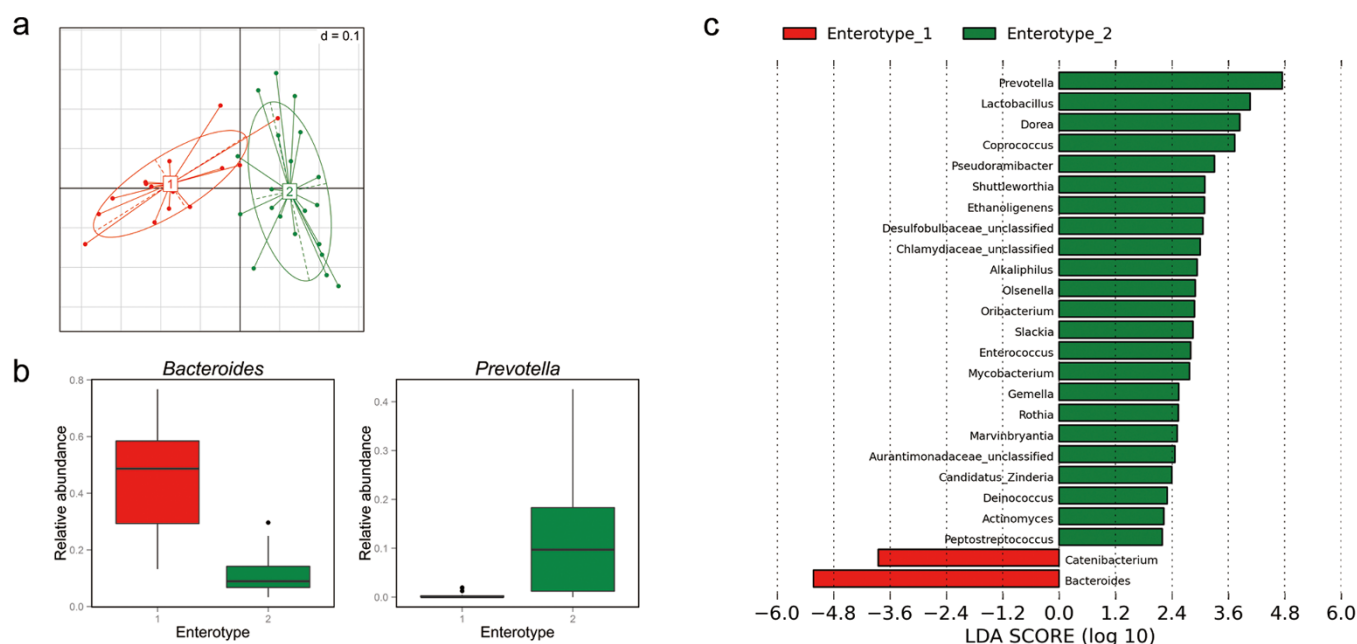 a
d = 0.1
1
2
b
Bacteroides
Relative abundance
0.8
0.6
0.4
0.2
0.0
1 2
Enterotype
Prevotella
Relative abundance
0.4
0.3
0.2
0.1
0.0
1 2
Enterotype
c
Enterotype_1 Enterotype_2
Prevotella
Lactobacillus
Dorea
Coprococcus
Pseudoramibacter
Shuttleworthia
Ethanoligenens
Desulfobulbaceae_unclassified
Chlamydiaceae_unclassified
Alkaliphilus
Olsenella
Oribacterium
Slackia
Enterococcus
Mycobacterium
Gemella
Rothia
Marvinbryantia
Aurantimonadaceae_unclassified
Candidatus_Zinderia
Deinococcus
Actinomyces
Peptostreptococcus
Catenibacterium
Bacteroides
−6.0 −4.8 −3.6 −2.4 −1.2 0.0 1.2 2.4 3.6 4.8 6.0
LDA SCORE (log 10)